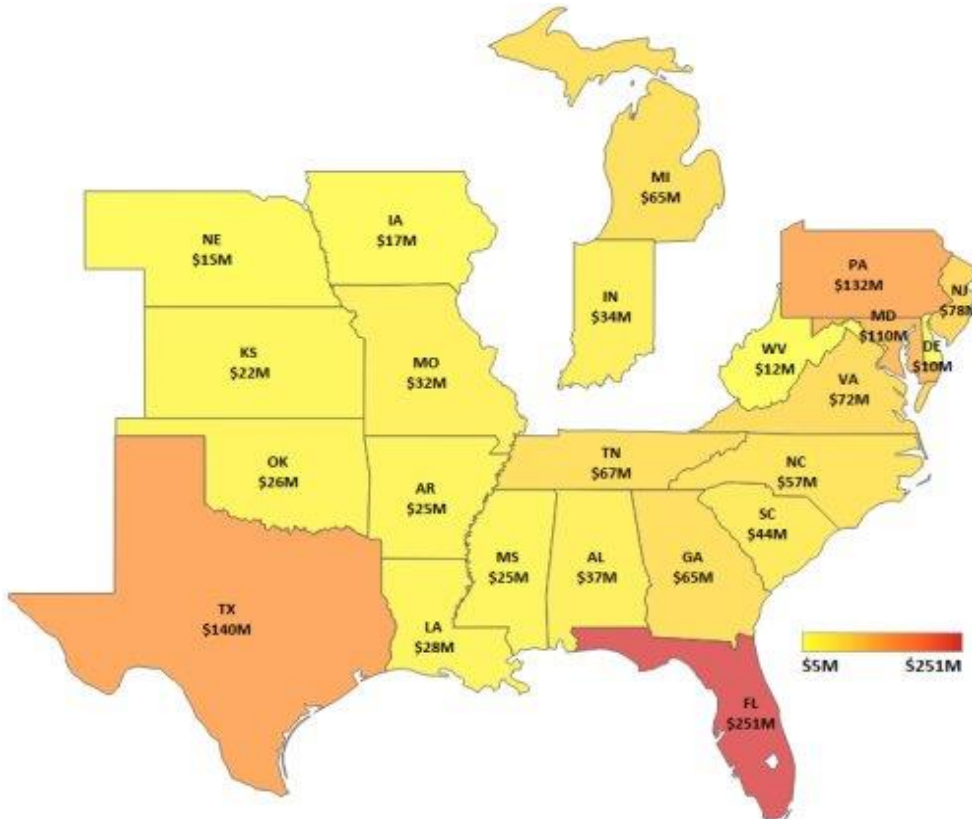 MI
$65M
IA
$17M
NE
$15M
PA
$132M
NJ
$78M
IN
$34M
MD
$110M
KS
$22M
MO
$32M
WV
$12M
DE
$10M
VA
$72M
TN
$67M
NC
$57M
OK
$26M
AR
$25M
SC
$44M
MS
$25M
AL
$37M
GA
$65M
TX
$140M
LA
$28M
$5M $251M
FL
$251M